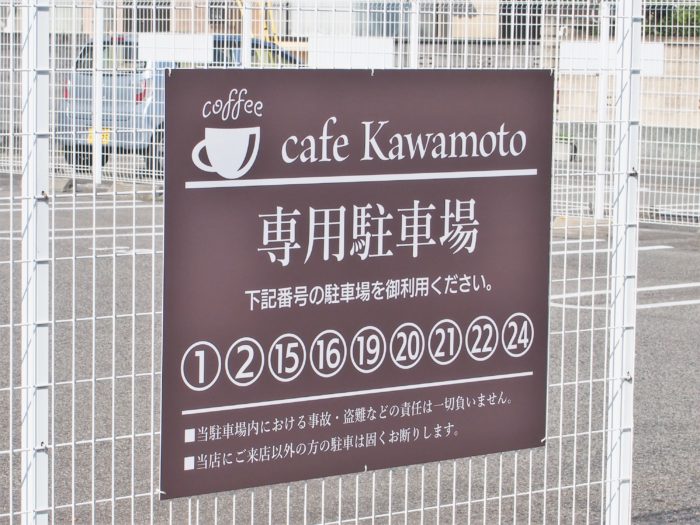 coffee
cafe Kawamoto
専用駐車場
下記番号の駐車場を御利用ください。
① ② ⑮ ⑯ ⑲ ⑳ ㉑ ㉒ ㉔
■当駐車場内における事故・盗難などの責任は一切負いません。
■当店にご来店以外の方の駐車は固くお断りします。